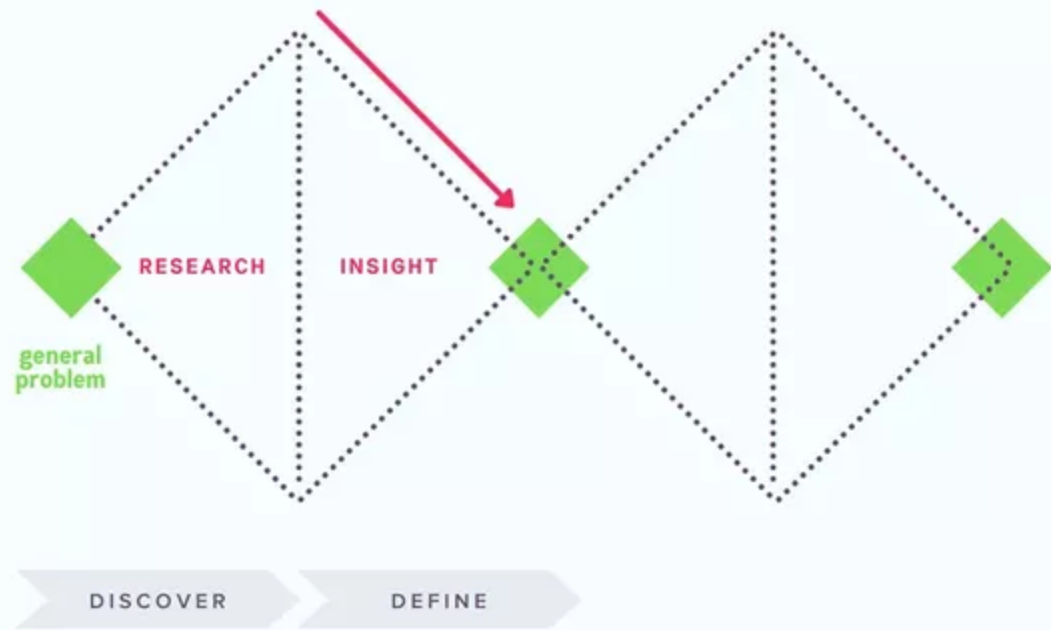 RESEARCH
INSIGHT
general
problem
DISCOVER
DEFINE